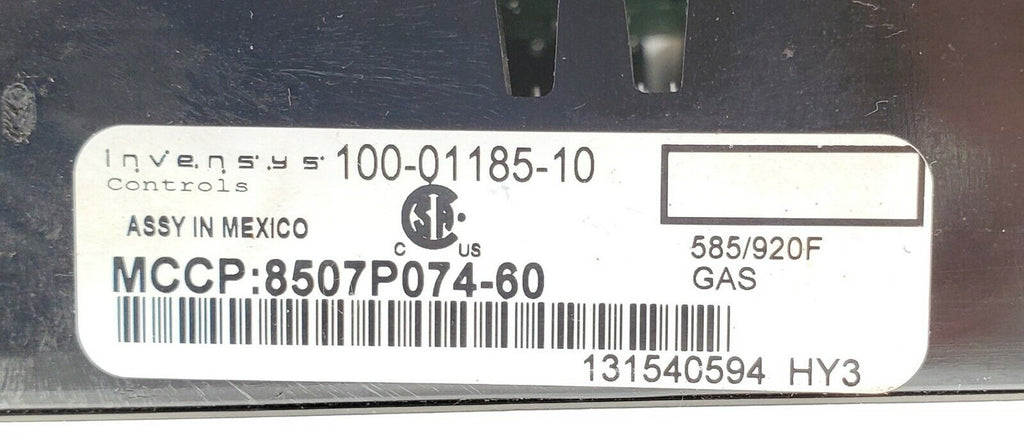 invensys 100-01185-10
Controls
ASSY IN MEXICO
C US
MCCP:8507P074-60
585/920F
GAS
131540594 HY3